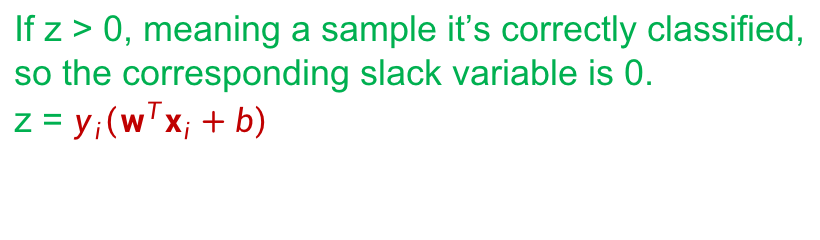 If z > 0, meaning a sample it's correctly classified,
so the corresponding slack variable is 0.
z = yᵢ(wᵀxᵢ + b)